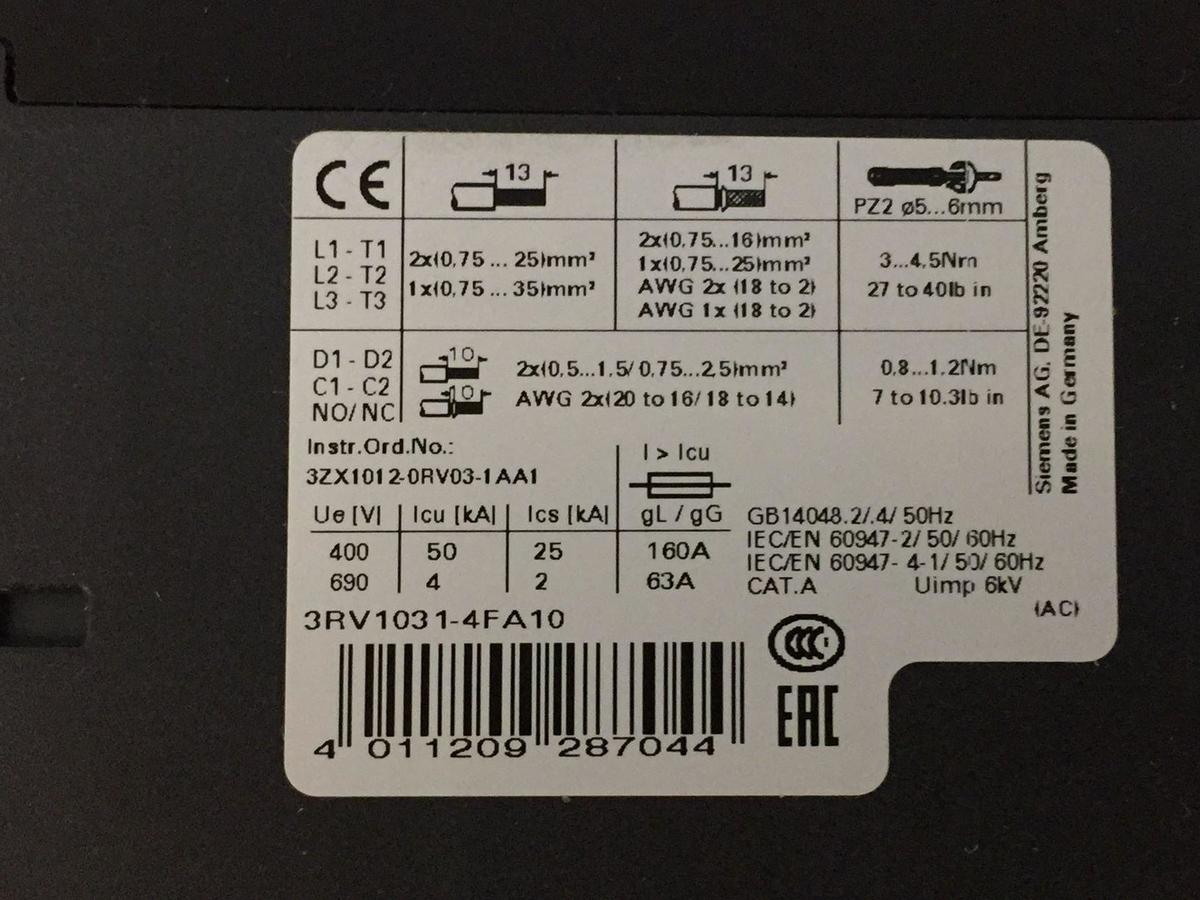 CE
13
13
PZ2 ø5...6mm
L1 - T1
L2 - T2
L3 - T3
2x(0,75 ... 25)mm²
1x(0,75 ... 35)mm²
2x(0,75...16)mm²
1x(0,75...25)mm²
AWG 2x (18 to 2)
AWG 1x (18 to 2)
3...4,5Nm
27 to 40lb in
D1 - D2
C1 - C2
NO/NC
10
10
2x(0,5...1,5/ 0,75...2,5)mm²
AWG 2x(20 to 16/ 18 to 14)
0,8...1,2Nm
7 to 10.3lb in
Siemens AG, DE-92220 Amberg
Made in Germany
Instr.Ord.No.:
3ZX1012-0RV03-1AA1
I > Icu
Ue [V] Icu [kA] Ics [kA] gL / gG
400 50 25 160A
690 4 2 63A
GB14048.2/.4/ 50Hz
IEC/EN 60947-2/ 50/ 60Hz
IEC/EN 60947- 4-1/ 50/ 60Hz
CAT.A Uimp 6kV
(AC)
3RV1031-4FA10
CCC
EAC
4 011209 287044